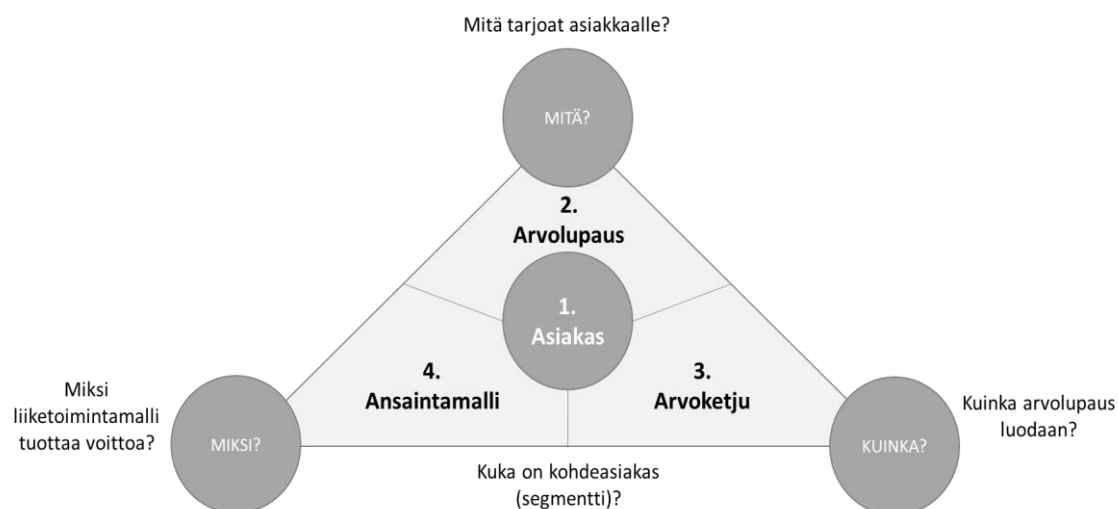 Mitä tarjoat asiakkaalle?
MITÄ?
2.
Arvolupaus
1.
Asiakas
4.
Ansaintamalli
3.
Arvoketju
Miksi
liiketoimintamalli
tuottaa voittoa?
MIKSI?
KUINKA?
Kuinka arvolupaus
luodaan?
Kuka on kohdeasiakas
(segmentti)?